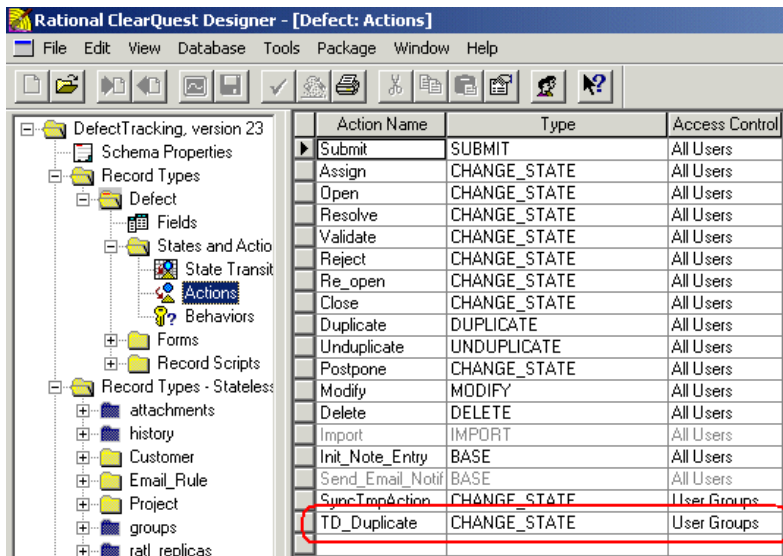 Rational ClearQuest Designer - [Defect: Actions]
File Edit View Database Tools Package Window Help
DefectTracking, version 23
Schema Properties
Record Types
Defect
Fields
States and Actio
State Transit
Actions
Behaviors
Forms
Record Scripts
Record Types - Stateless
attachments
history
Customer
Email_Rule
Project
groups
ratl_replicas
Action Name Type Access Control
Submit SUBMIT All Users
Assign CHANGE_STATE All Users
Open CHANGE_STATE All Users
Resolve CHANGE_STATE All Users
Validate CHANGE_STATE All Users
Reject CHANGE_STATE All Users
Re_open CHANGE_STATE All Users
Close CHANGE_STATE All Users
Duplicate DUPLICATE All Users
Unduplicate UNDUPLICATE All Users
Postpone CHANGE_STATE All Users
Modify MODIFY All Users
Delete DELETE All Users
Import IMPORT All Users
Init_Note_Entry BASE All Users
Send_Email_Notif BASE All Users
SyncTmpAction CHANGE_STATE User Groups
TD_Duplicate CHANGE_STATE User Groups